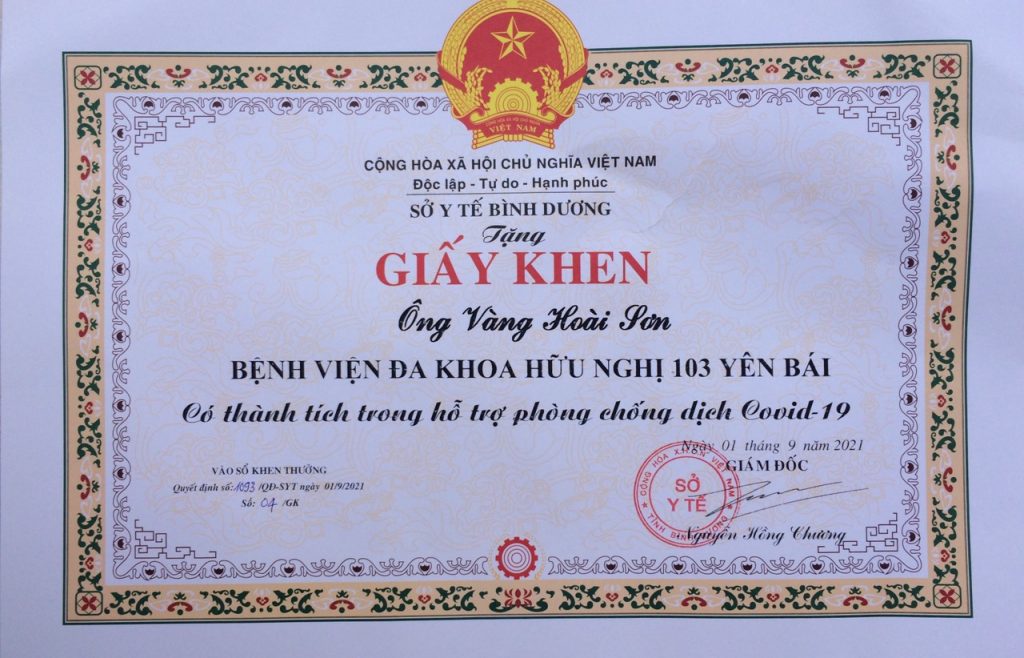 VIỆT NAM
CỘNG HÒA XÃ HỘI CHỦ NGHĨA VIỆT NAM
Độc lập - Tự do - Hạnh phúc
SỞ Y TẾ BÌNH DƯƠNG
Tặng
GIẤY KHEN
Ông Vàng Hoài Sơn
BỆNH VIỆN ĐA KHOA HỮU NGHỊ 103 YÊN BÁI
Có thành tích trong hỗ trợ phòng chống dịch Covid-19
Ngày 01 tháng 9 năm 2021
GIÁM ĐỐC
VÀO SỔ KHEN THƯỞNG
Quyết định số: 1093 /QĐ-SYT ngày 01/9/2021
Số: 04 /GK
SỞ
Y TẾ
Nguyễn Hồng Chương